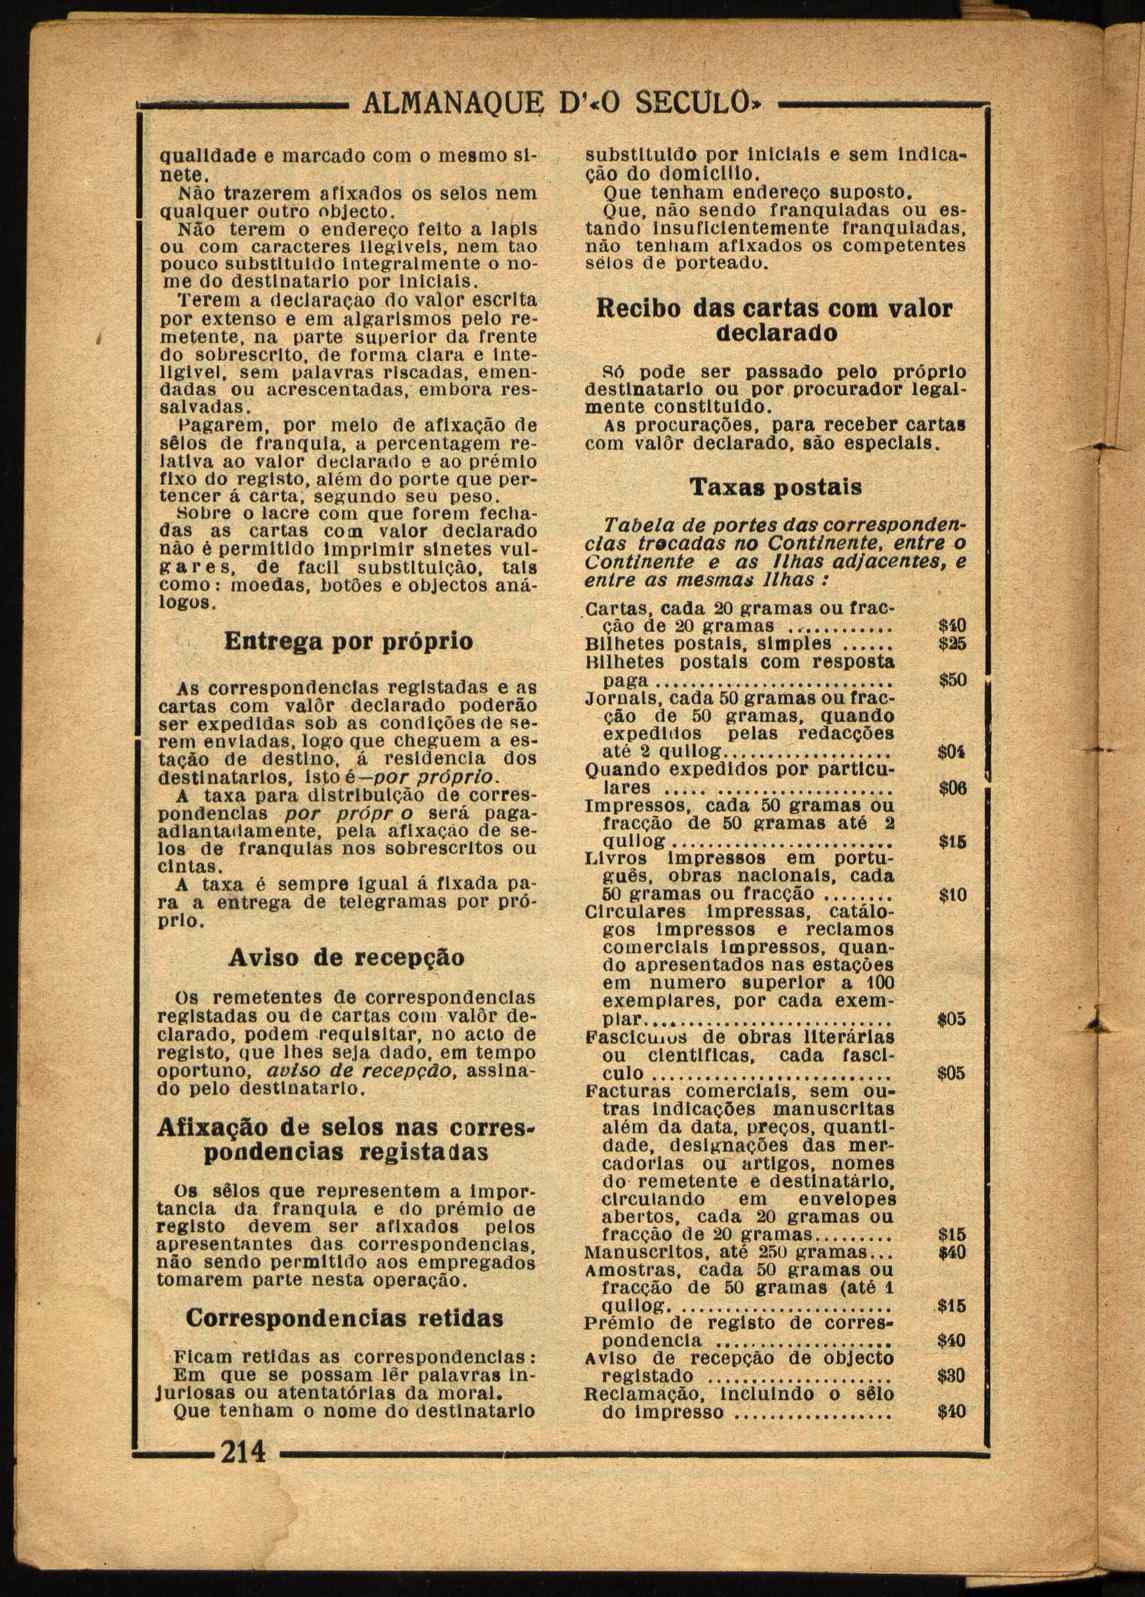 ALMANAQUE D'«O SECULO»
qualidade e marcado com o mesmo si-
nete.
Não trazerem afixados os selos nem
qualquer outro objecto.
Não terem o endereço feito a lapis
ou com caracteres ilegiveis, nem tao
pouco substituido integralmente o no-
me do destinatario por iniciais.
Terem a declaração do valor escrita
por extenso e em algarismos pelo re-
metente, na parte superior da frente
do sobrescrito, de forma clara e inte-
ligivel, sem palavras riscadas, emen-
dadas ou acrescentadas, embora res-
salvadas.
Pagarem, por meio de afixação de
sêlos de franquia, a percentagem re-
lativa ao valor declarado e ao prémio
fixo do registo, além do porte que per-
tencer á carta, segundo seu peso.
Sobre o lacre com que forem fecha-
das as cartas com valor declarado
não é permitido imprimir sinetes vul-
gares, de facil substituição, tais
como: moedas, botões e objectos aná-
logos.
Entrega por próprio
As correspondencias registadas e as
cartas com valôr declarado poderão
ser expedidas sob as condições de se-
rem enviadas, logo que cheguem a es-
tação de destino, á residencia dos
destinatarios, isto é—por próprio.
A taxa para distribuição de corres-
pondencias por própr o será paga-
adiantadamente, pela afixação de se-
los de franquias nos sobrescritos ou
cintas.
A taxa é sempre igual á fixada pa-
ra a entrega de telegramas por pró-
prio.
Aviso de recepção
Os remetentes de correspondencias
registadas ou de cartas com valôr de-
clarado, podem requisitar, no acto de
registo, que lhes seja dado, em tempo
oportuno, aviso de recepção, assina-
do pelo destinatario.
Afixação de selos nas corres-
pondencias registadas
Os sêlos que representem a impor-
tancia da franquia e do prémio de
registo devem ser afixados pelos
apresentantes das correspondencias,
não sendo permitido aos empregados
tomarem parte nesta operação.
Correspondencias retidas
Ficam retidas as correspondencias:
Em que se possam lêr palavras in-
juriosas ou atentatórias da moral.
Que tenham o nome do destinatario
substituido por iniciais e sem indica-
ção do domicilio.
Que tenham endereço suposto.
Que, não sendo franquiadas ou es-
tando insuficientemente franquiadas,
não tenham afixados os competentes
sélos de porteado.
Recibo das cartas com valor
declarado
Só pode ser passado pelo próprio
destinatario ou por procurador legal-
mente constituido.
As procurações, para receber cartas
com valôr declarado, são especiais.
Taxas postais
Tabela de portes das corresponden-
cias trocadas no Continente, entre o
Continente e as Ilhas adjacentes, e
entre as mesmas Ilhas:
Cartas, cada 20 gramas ou frac-
ção de 20 gramas ............ $40
Bilhetes postais, simples ...... $25
Bilhetes postais com resposta
paga ........................... $50
Jornais, cada 50 gramas ou frac-
ção de 50 gramas, quando
expedidos pelas redacções
até 2 quilog................... $04
Quando expedidos por particu-
lares ..... .................... $06
Impressos, cada 50 gramas ou
fracção de 50 gramas até 2
quilog......................... $15
Livros impressos em portu-
guês, obras nacionais, cada
50 gramas ou fracção ........ $10
Circulares impressas, catálo-
gos impressos e reclamos
comerciais impressos, quan-
do apresentados nas estações
em numero superior a 100
exemplares, por cada exem-
plar............................ $05
Fasciculos de obras literárias
ou cientificas, cada fasci-
culo ........................... $05
Facturas comerciais, sem ou-
tras indicações manuscritas
além da data, preços, quanti-
dade, designações das mer-
cadorias ou artigos, nomes
do remetente e destinatário,
circulando em envelopes
abertos, cada 20 gramas ou
fracção de 20 gramas......... $15
Manuscritos, até 250 gramas... $40
Amostras, cada 50 gramas ou
fracção de 50 gramas (até 1
quilog. ........................ $15
Prémio de registo de corres-
pondencia .................... $40
Aviso de recepção de objecto
registado ..................... $30
Reclamação, incluindo o sêlo
do impresso .................. $40
214